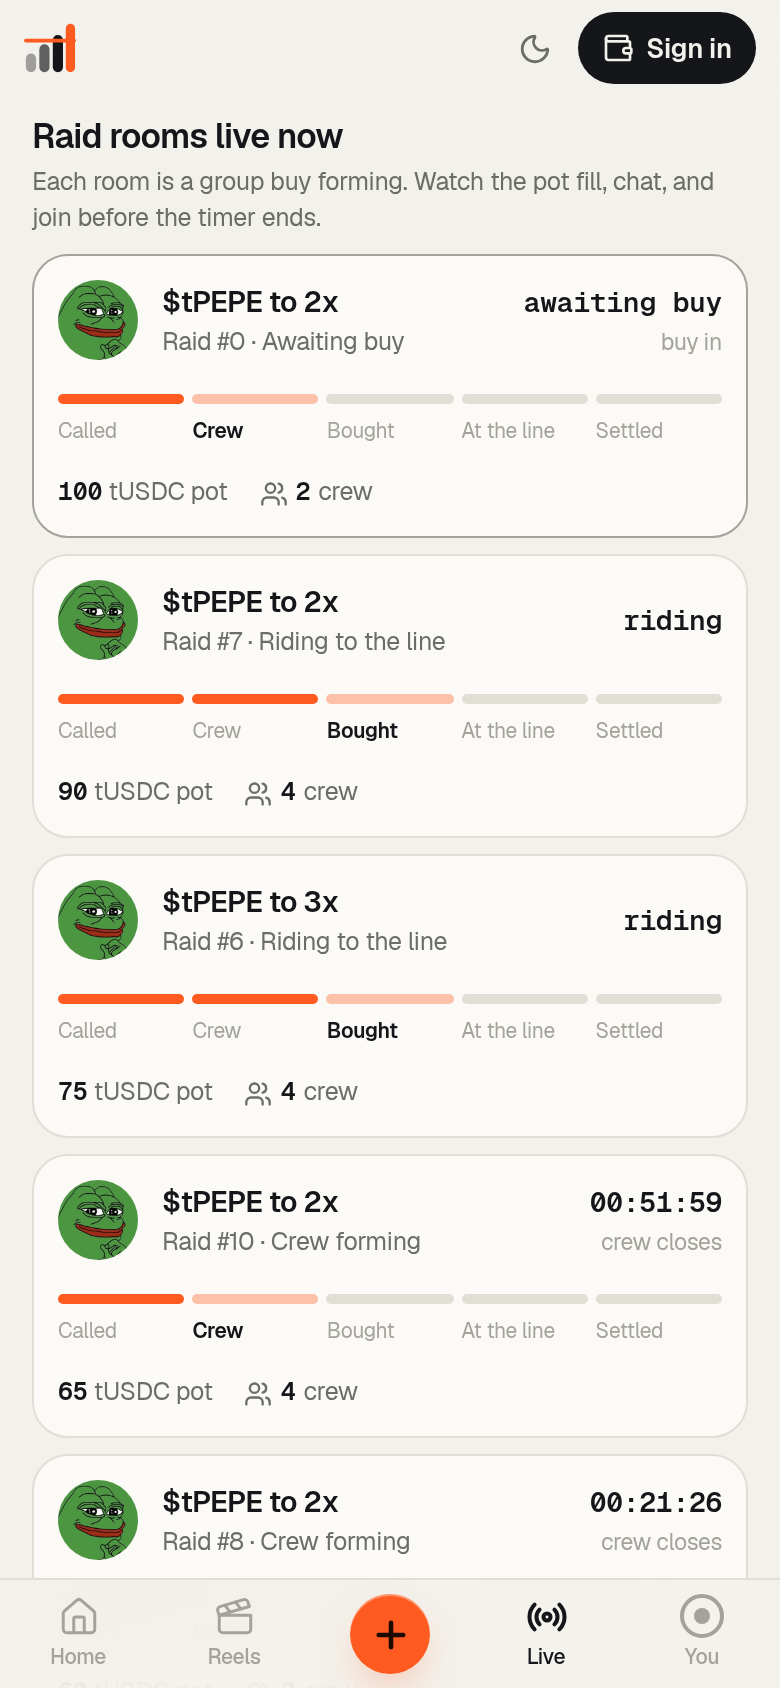 Sign in
Raid rooms live now
Each room is a group buy forming. Watch the pot fill, chat, and
join before the timer ends.
$tPEPE to 2x
awaiting buy
Raid #0 · Awaiting buy
buy in
Called Crew Bought At the line Settled
100 tUSDC pot 2 crew
$tPEPE to 2x
riding
Raid #7 · Riding to the line
Called Crew Bought At the line Settled
90 tUSDC pot 4 crew
$tPEPE to 3x
riding
Raid #6 · Riding to the line
Called Crew Bought At the line Settled
75 tUSDC pot 4 crew
$tPEPE to 2x
00:51:59
Raid #10 · Crew forming
crew closes
Called Crew Bought At the line Settled
65 tUSDC pot 4 crew
$tPEPE to 2x
00:21:26
Raid #8 · Crew forming
crew closes
Home Reels Live You